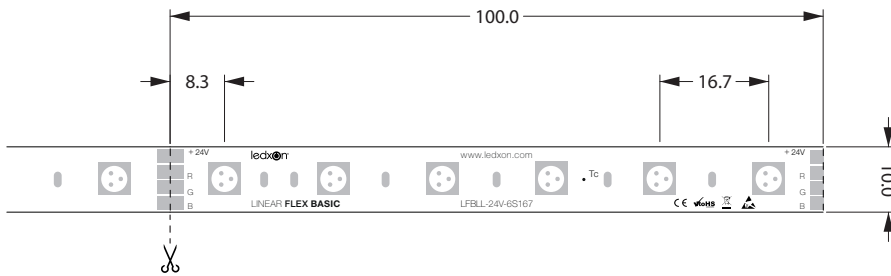 100.0
8.3
16.7
+ 24V
ledxon
www.ledxon.com
+ 24V
R
G
B
Tc
R
G
B
10.0
LINEAR FLEX BASIC
LFBLL-24V-6S167
CE RoHS